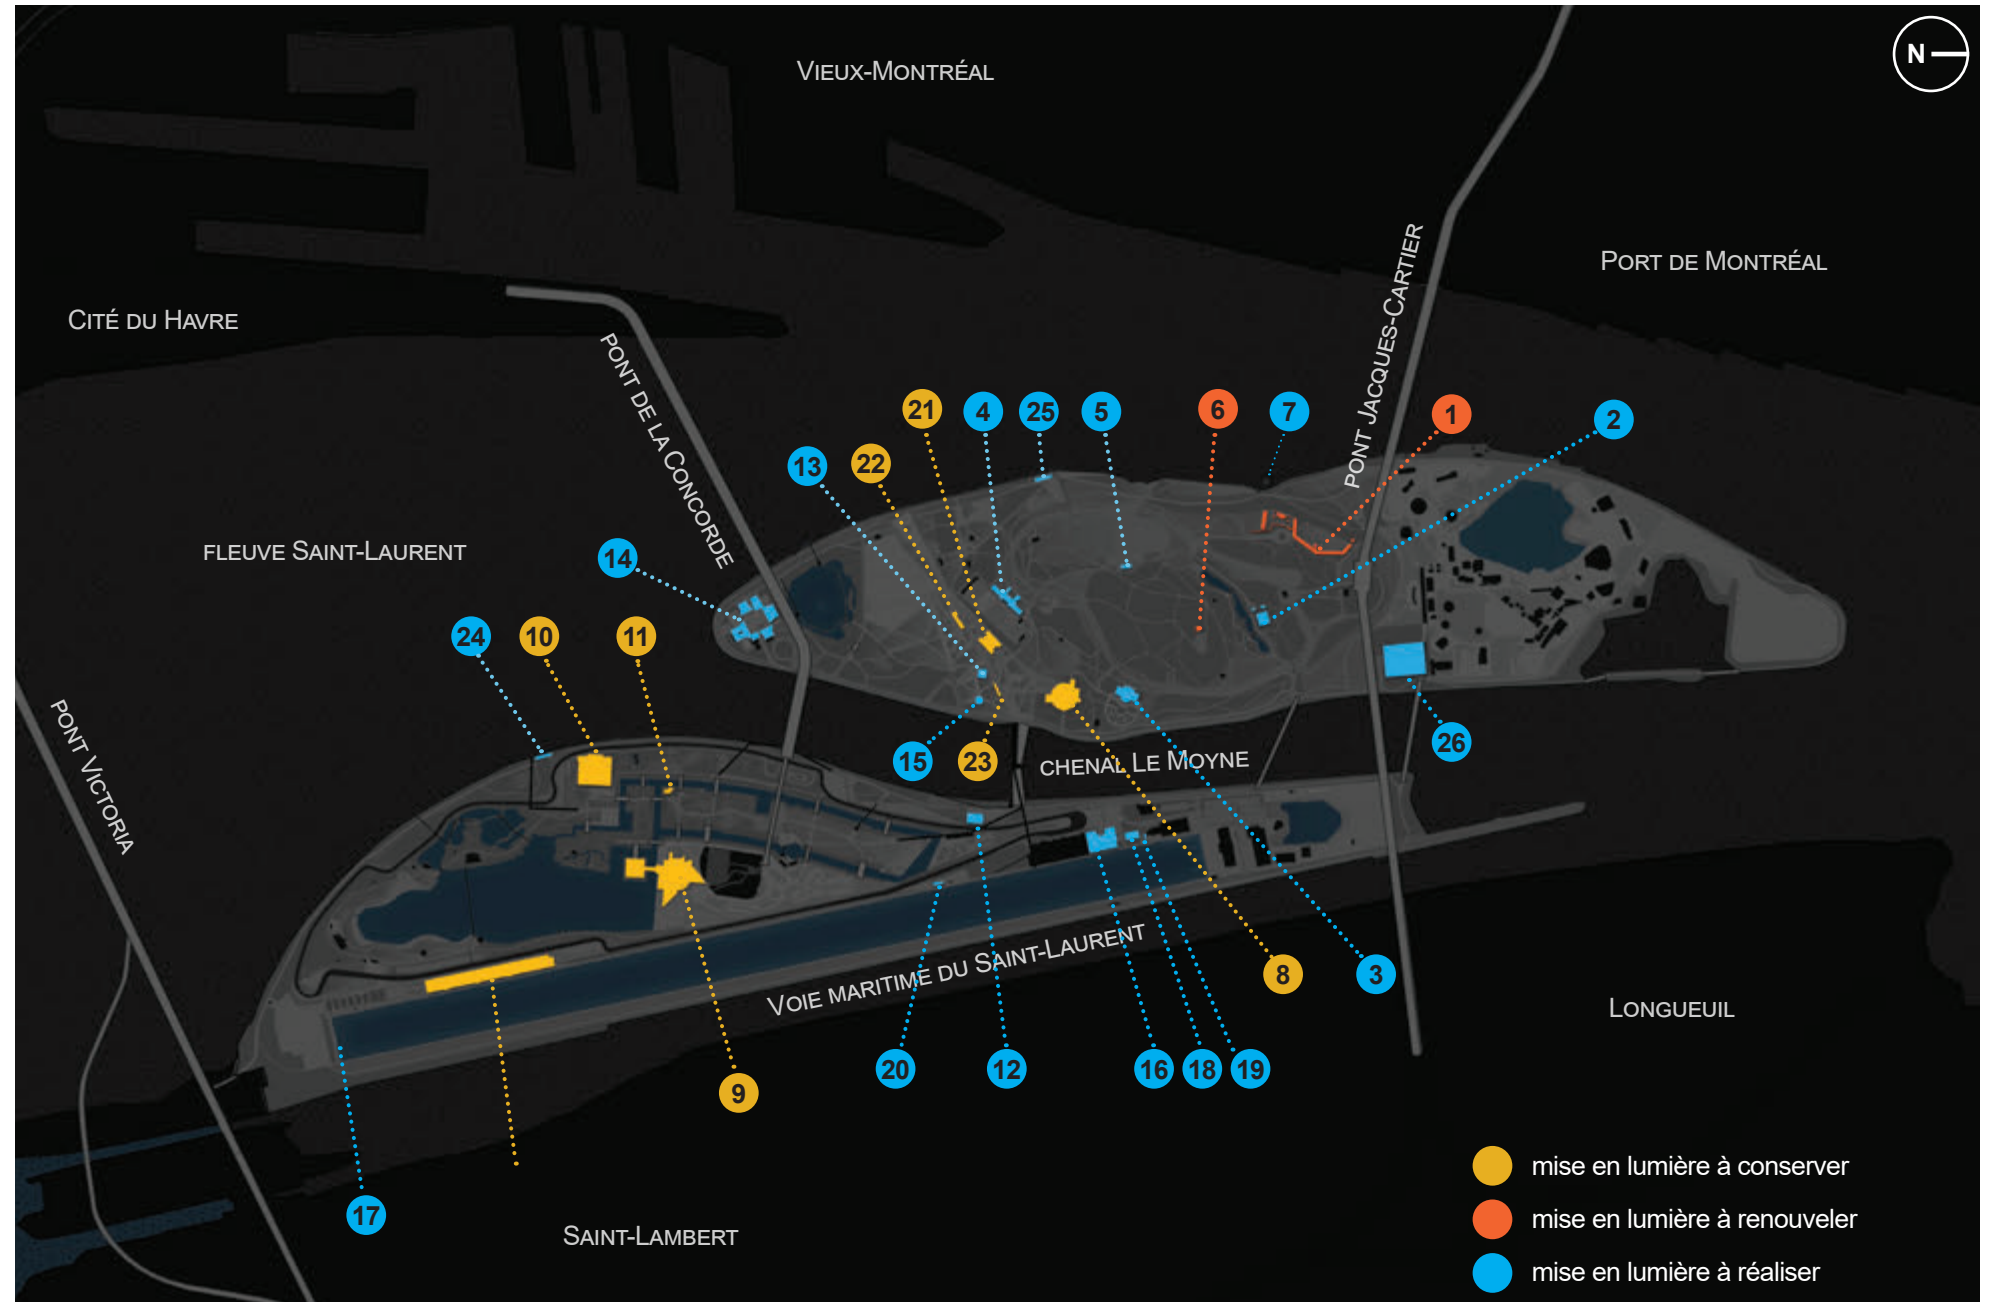 N
VIEUX-MONTRÉAL
PORT DE MONTRÉAL
CITÉ DU HAVRE
PONT DE LA CONCORDE
PONT JACQUES-CARTIER
21
4
25
5
6
7
1
2
13
22
FLEUVE SAINT-LAURENT
14
24
10
11
PONT VICTORIA
15
23
CHENAL LE MOYNE
26
VOIE MARITIME DU SAINT-LAURENT
8
3
LONGUEUIL
20
12
16
18
19
9
17
SAINT-LAMBERT
mise en lumière à conserver
mise en lumière à renouveler
mise en lumière à réaliser